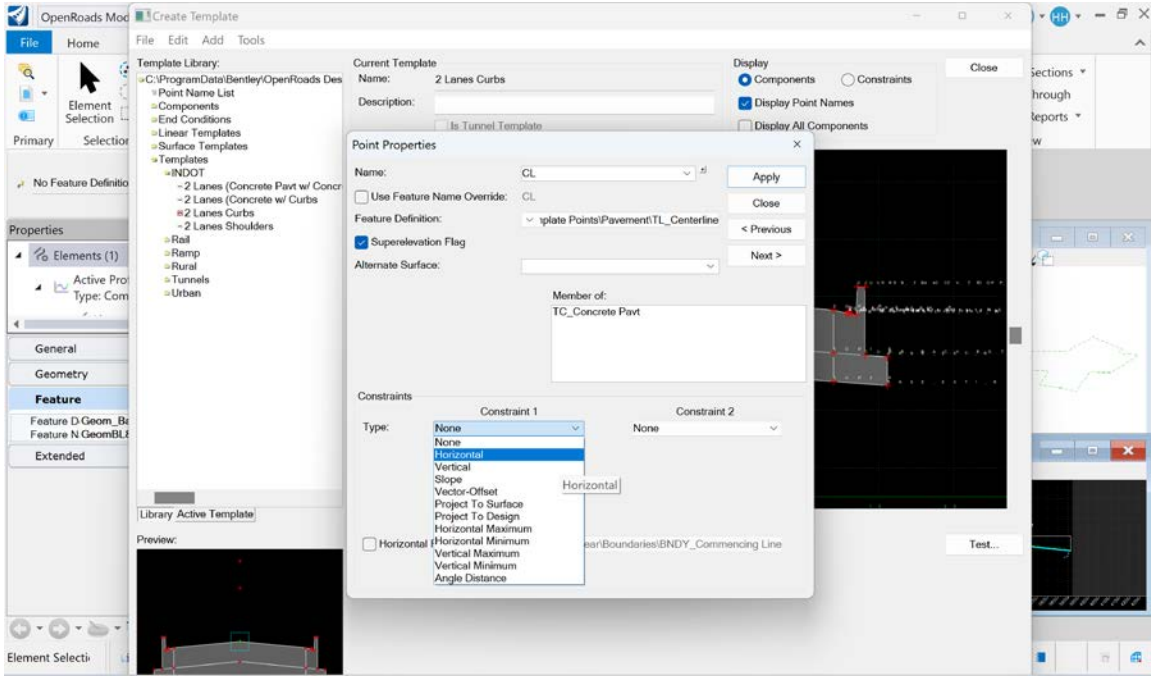 OpenRoads Mod
Create Template
HH
File Home
File Edit Add Tools
Template Library:
C:\ProgramData\Bentley\OpenRoads Des
Point Name List
Components
End Conditions
Linear Templates
Surface Templates
Templates
INDOT
2 Lanes (Concrete Pavt w/ Concr
2 Lanes (Concrete w/ Curbs
2 Lanes Curbs
2 Lanes Shoulders
Rail
Ramp
Rural
Tunnels
Urban
Library Active Template
Preview:
Current Template
Name: 2 Lanes Curbs
Description:
Is Tunnel Template
Display
Components Constraints
Display Point Names
Display All Components
Close
Sections
hrough
Reports
w
Element
Selection
Primary Selection
No Feature Definitio
Properties
Elements (1)
Active Pro
Type: Com
General
Geometry
Feature
Feature D Geom_Ba
Feature N GeomBL&
Extended
Point Properties
Name: CL
Use Feature Name Override: CL
Feature Definition: nplate Points\Pavement\TL_Centerline
Superelevation Flag
Alternate Surface:
Apply
Close
< Previous
Next >
Member of:
TC_Concrete Pavt
Constraints
Constraint 1 Constraint 2
Type: None None
None
Horizontal
Vertical
Slope
Vector-Offset
Project To Surface
Project To Design
Horizontal Maximum
Horizontal Minimum
Vertical Maximum
Vertical Minimum
Angle Distance
Horizontal
Horizontal ear\Boundaries\BNDY_Commencing Line
Test...
Element Selecti